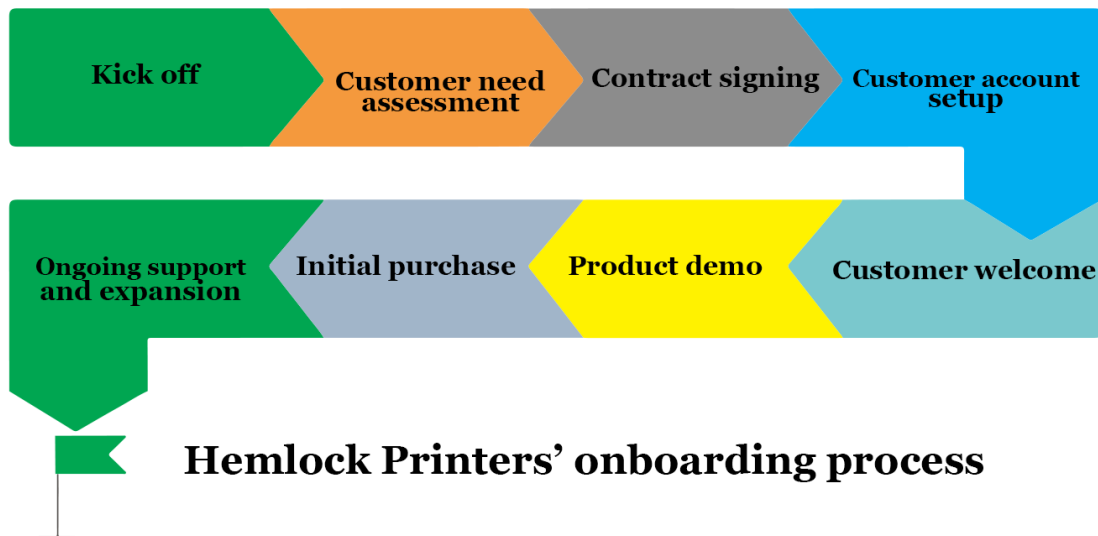 Kick off
Customer need
assessment
Contract signing
Customer account
setup
Customer welcome
Product demo
Initial purchase
Ongoing support
and expansion
Hemlock Printers’ onboarding process